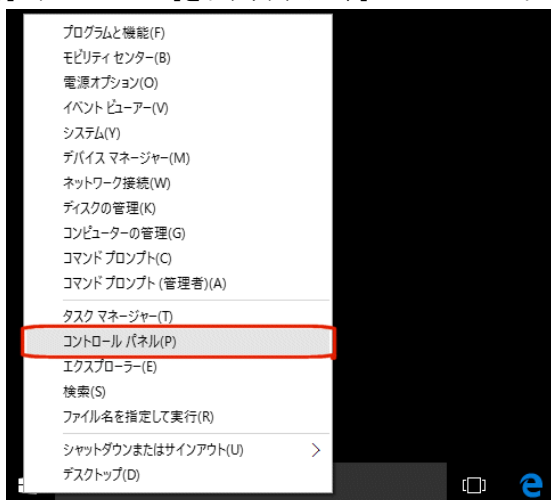 プログラムと機能(F)
モビリティ センター(B)
電源オプション(O)
イベント ビューアー(V)
システム(Y)
デバイス マネージャー(M)
ネットワーク接続(W)
ディスクの管理(K)
コンピューターの管理(G)
コマンド プロンプト(C)
コマンド プロンプト (管理者)(A)
タスク マネージャー(T)
コントロール パネル(P)
エクスプローラー(E)
検索(S)
ファイル名を指定して実行(R)
シャットダウンまたはサインアウト(U)
デスクトップ(D)